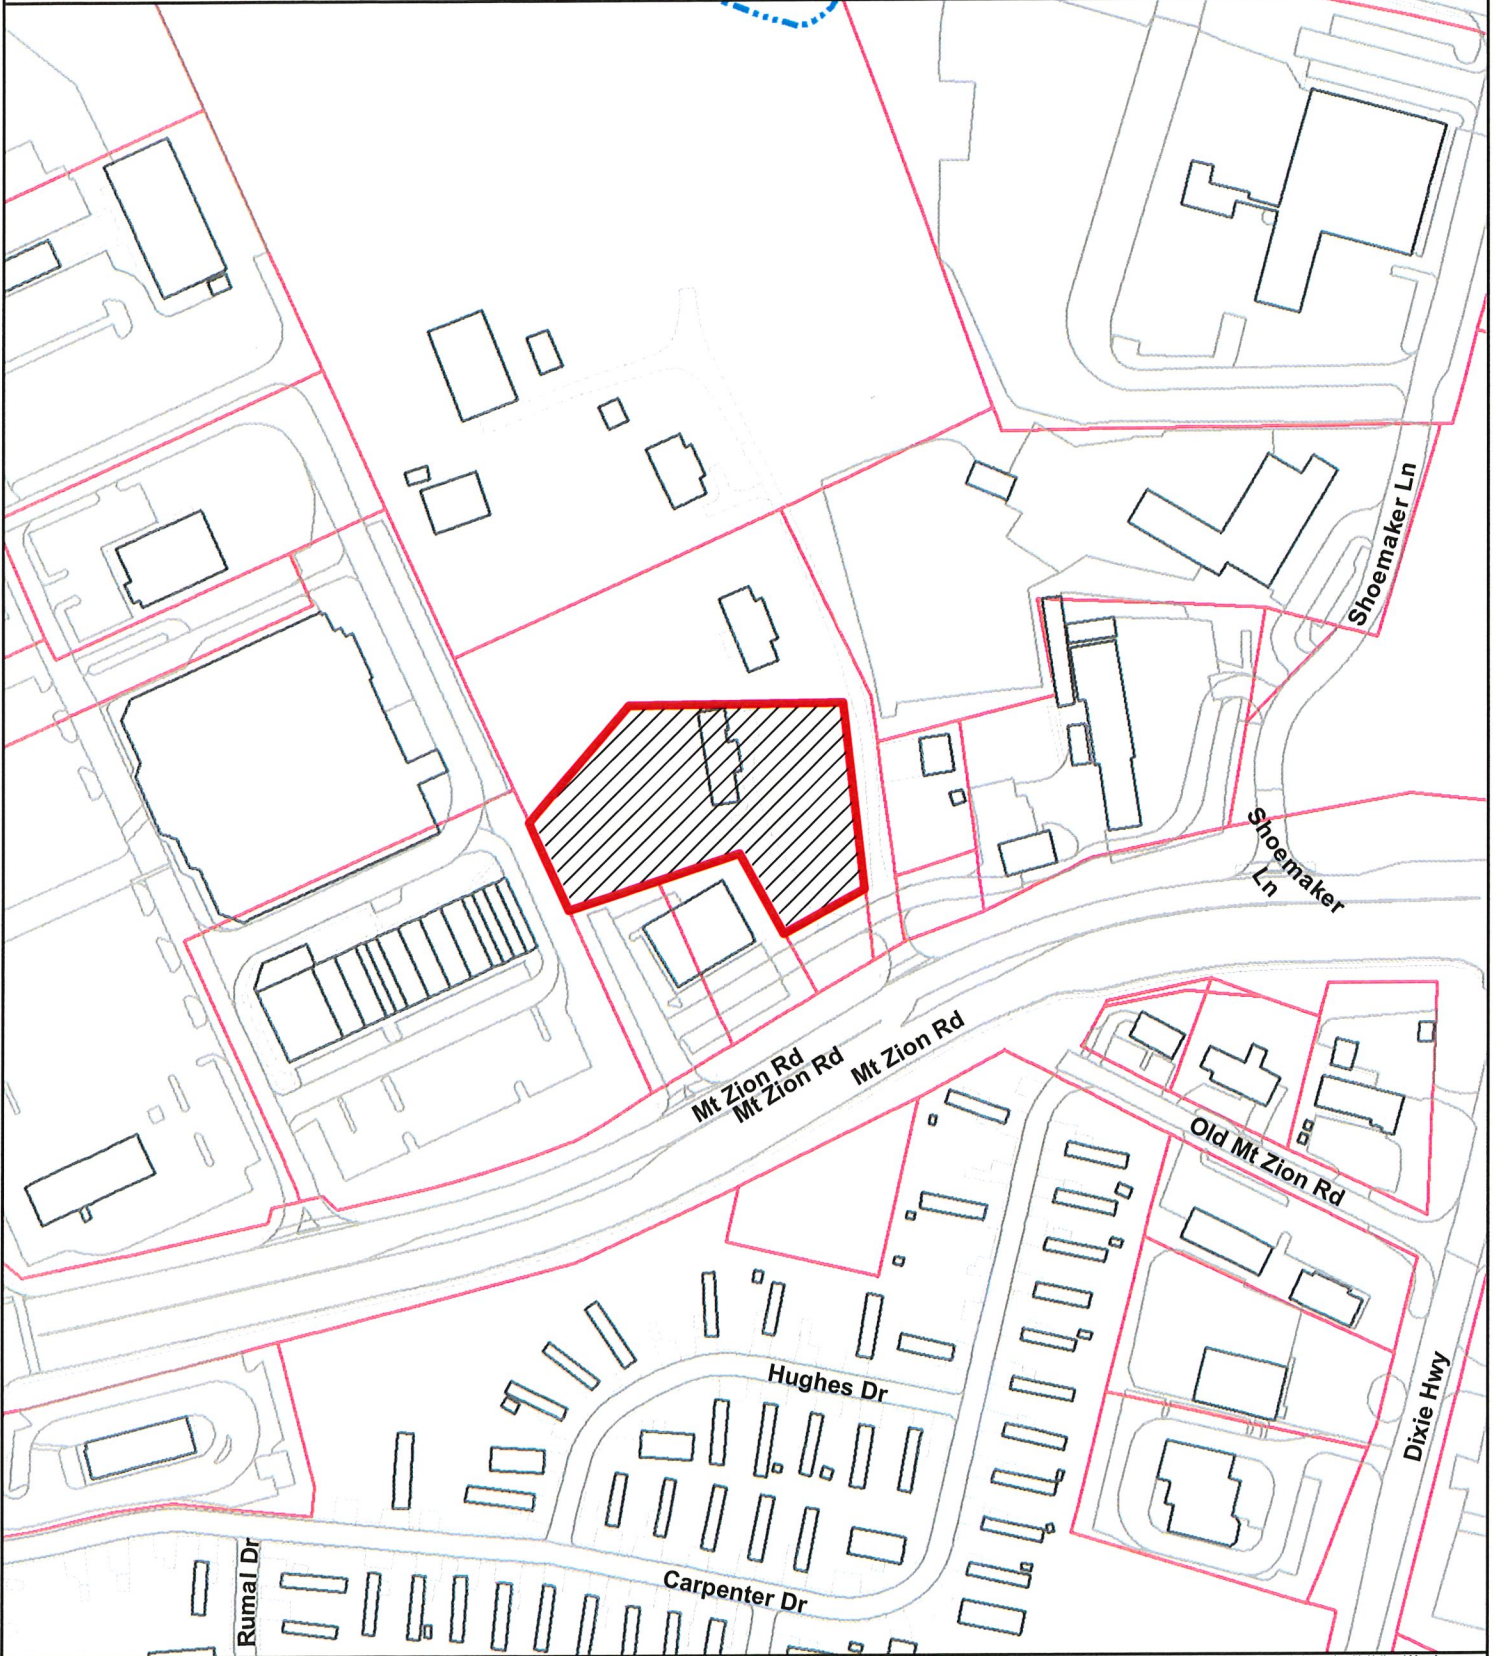 Shoemaker Ln
Shoemaker
Ln
Mt Zion Rd
Mt Zion Rd
Mt Zion Rd
Old Mt Zion Rd
Hughes Dr
Dixie Hwy
Carpenter Dr
Rumal Dr